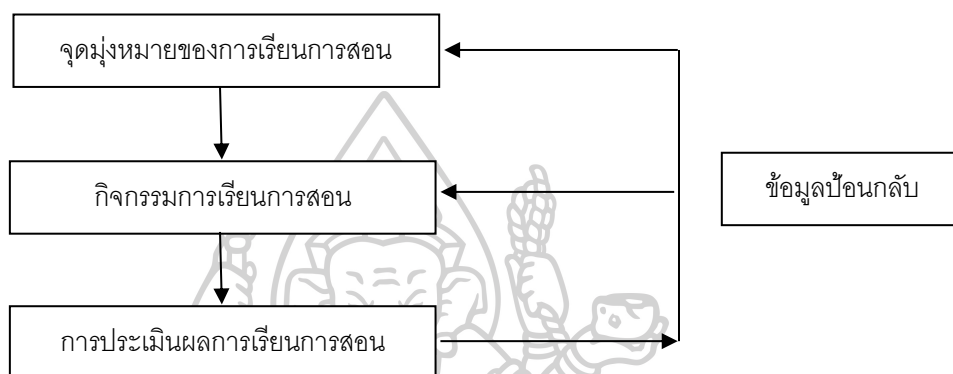 จุดมุ่งหมายของการเรียนการสอน
กิจกรรมการเรียนการสอน
ข้อมูลป้อนกลับ
การประเมินผลการเรียนการสอน